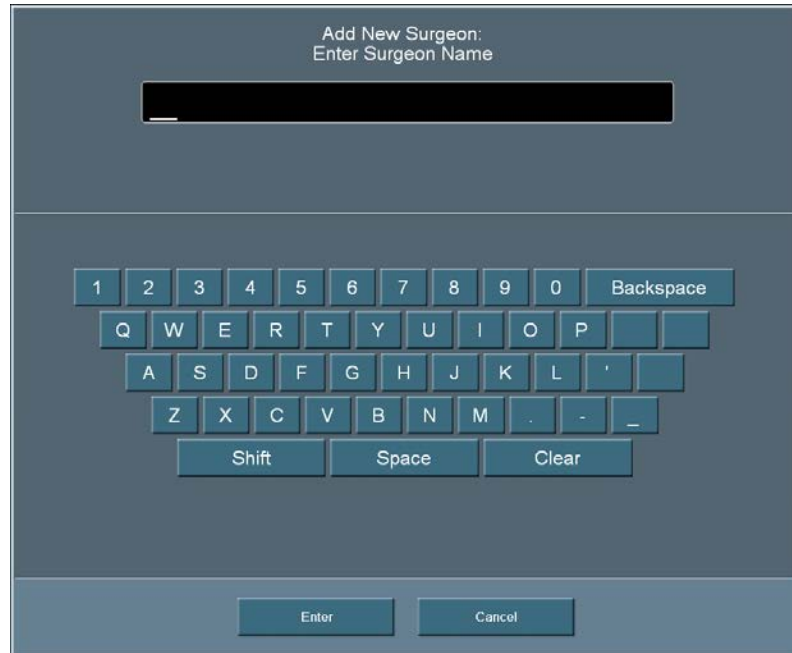 Add New Surgeon:
Enter Surgeon Name
_
1 2 3 4 5 6 7 8 9 0 Backspace
Q W E R T Y U I O P
A S D F G H J K L '
Z X C V B N M . - _
Shift Space Clear
Enter Cancel